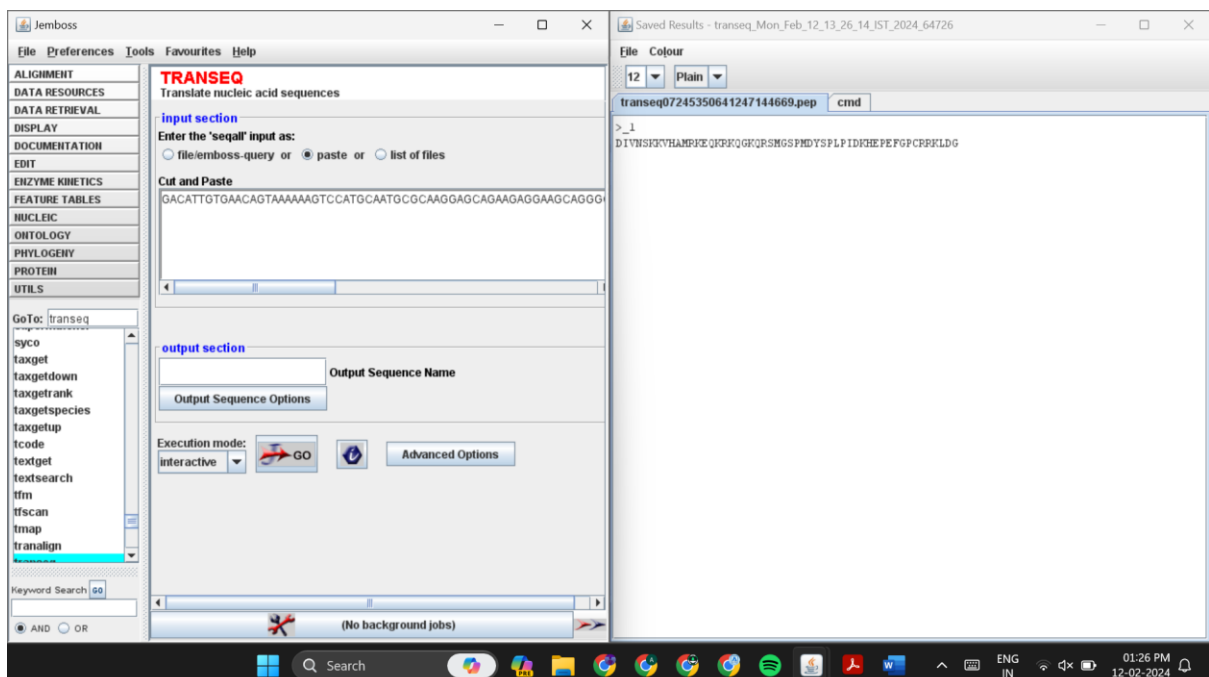 Jemboss
File Preferences Tools Favourites Help
ALIGNMENT
DATA RESOURCES
DATA RETRIEVAL
DISPLAY
DOCUMENTATION
EDIT
ENZYME KINETICS
FEATURE TABLES
NUCLEIC
ONTOLOGY
PHYLOGENY
PROTEIN
UTILS
GoTo: transeq
syco
taxget
taxgetdown
taxgetrank
taxgetspecies
taxgetup
tcode
textget
textsearch
tfm
tfscan
tmap
tranalign
Keyword Search GO
AND OR
TRANSEQ
Translate nucleic acid sequences
input section
Enter the 'seqall' input as:
file/emboss-query or paste or list of files
Cut and Paste
GACATTGTGAACAGTAAAAAAGTCCATGCAATGCGCAAGGAGCAGAAGAGGAAGCAGGG
output section
Output Sequence Name
Output Sequence Options
Execution mode:
interactive
GO
Advanced Options
(No background jobs)
Saved Results - transeq_Mon_Feb_12_13_26_14_IST_2024_64726
File Colour
12 Plain
transeq07245350641247144669.pep cmd
>_1
DIVNSKKVHAMRKEQKRKQGKQRSMGSPMDYSPLPIDKHEPEFGPCRRKLDG
Search
PRE
ENG
IN
01:26 PM
12-02-2024